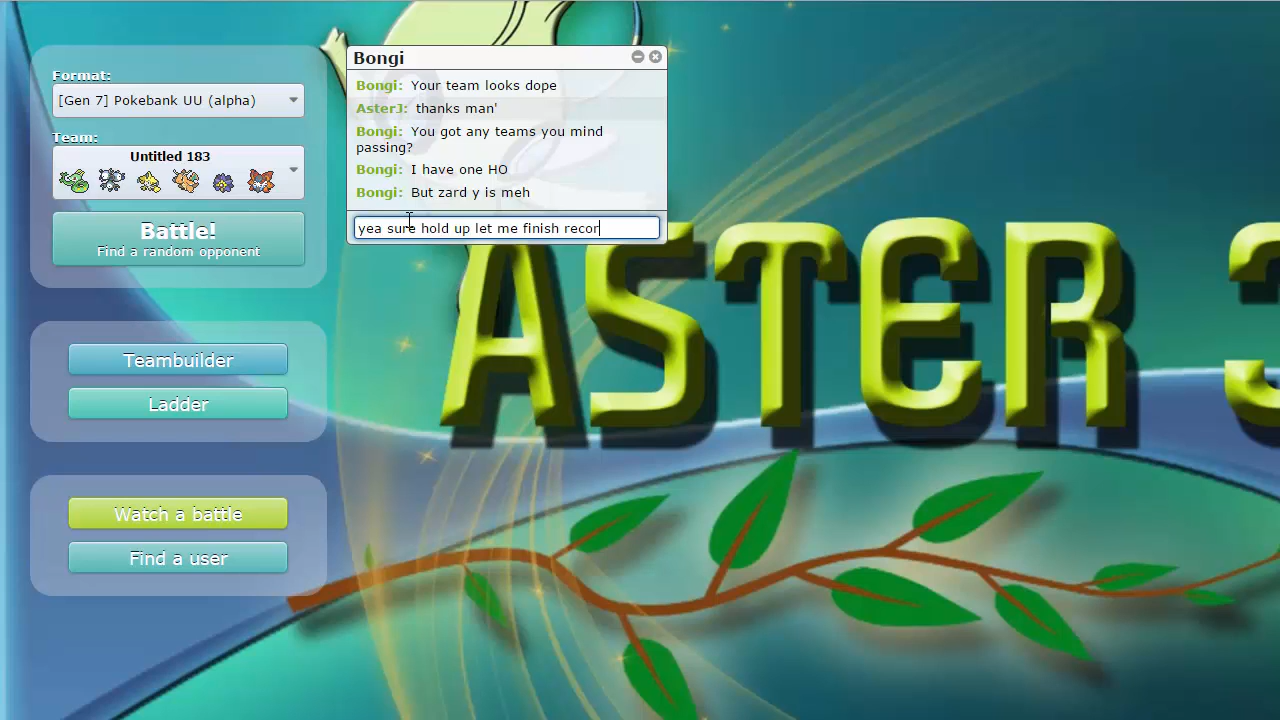 Format:
[Gen 7] Pokebank UU (alpha)
Team:
Untitled 183
Battle!
Find a random opponent
Teambuilder
Ladder
Watch a battle
Find a user
Bongi
Bongi: Your team looks dope
AsterJ: thanks man'
Bongi: You got any teams you mind
passing?
Bongi: I have one HO
Bongi: But zard y is meh
yea sure hold up let me finish recor
ASTER